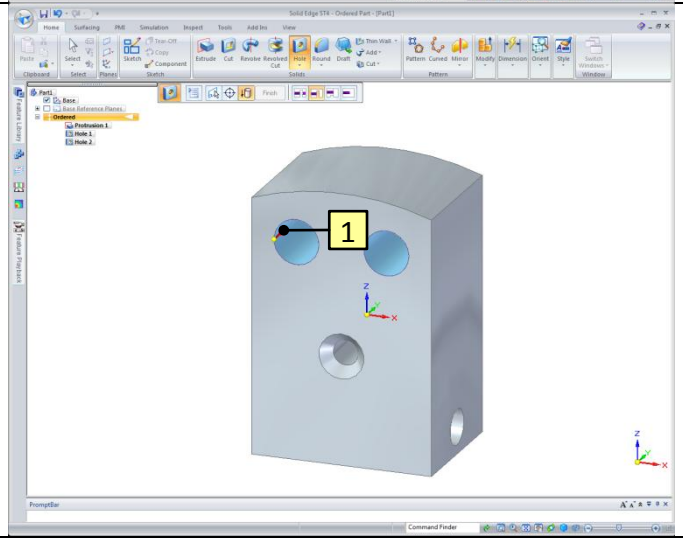 Solid Edge ST4 - Ordered Part - [Part1]
Home Surfacing PMI Simulation Inspect Tools Add Ins View
Paste Select Sketch Trim Off Copy Component Extrude Cut Revolve Revolved Cut Hole Round Draft Thin Wall Add Cut Pattern Curved Mirror Modify Dimension Orient Style Switch Windows
Clipboard Select Planes Sketch Solids Pattern Window
Finish
Part1
Base
Base Reference Planes
Ordered
Protrusion 1
Hole 1
Hole 2
Feature Library
Feature Playback
1
Z
Y
X
Z
Y
X
PromptBar
Command Finder